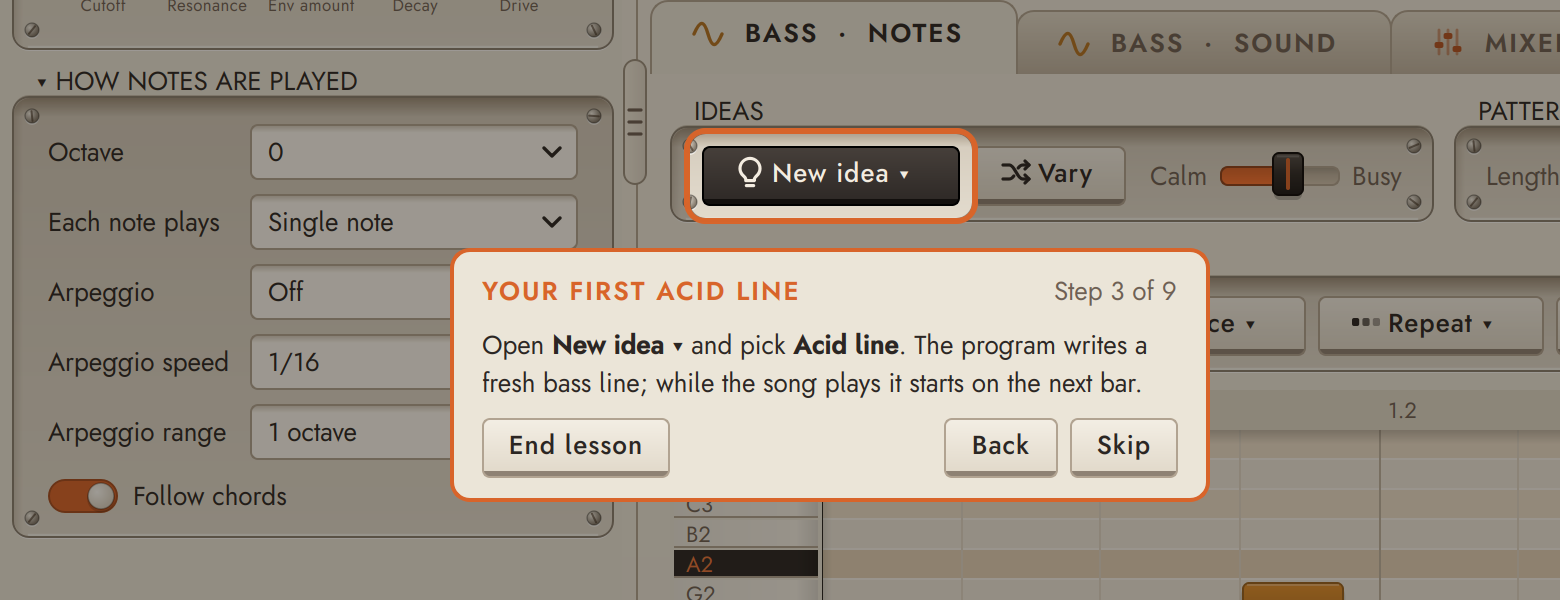 Cutoff Resonance Env amount Decay Drive
▾ HOW NOTES ARE PLAYED
Octave 0
Each note plays Single note
Arpeggio Off
Arpeggio speed 1/16
Arpeggio range 1 octave
Follow chords
BASS · NOTES
BASS · SOUND
MIXE
IDEAS
New idea ▾
Vary
Calm
Busy
PATTER
Length
YOUR FIRST ACID LINE
Step 3 of 9
Open New idea ▾ and pick Acid line. The program writes a
fresh bass line; while the song plays it starts on the next bar.
End lesson
Back
Skip
ce ▾
Repeat ▾
1.2
C3
B2
A2
G2